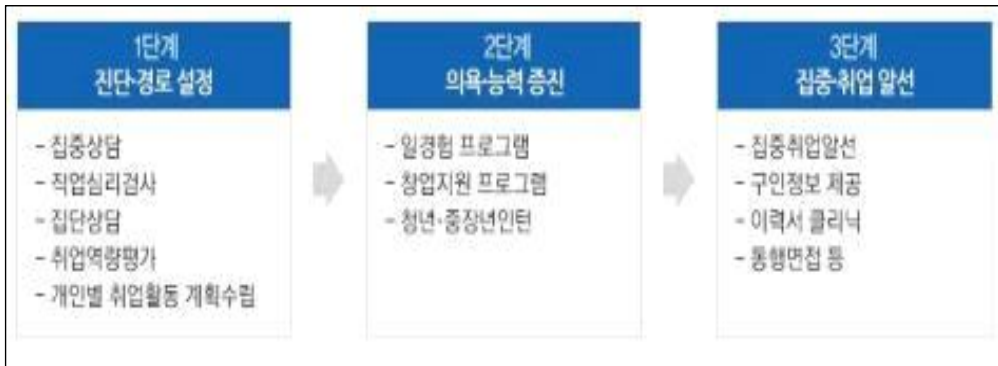 1단계
진단·경로 설정
- 집중상담
- 직업심리검사
- 집단상담
- 취업역량평가
- 개인별 취업활동 계획수립
2단계
의욕·능력 증진
- 일경험 프로그램
- 창업지원 프로그램
- 청년·중장년인턴
3단계
집중·취업 알선
- 집중취업알선
- 구인정보 제공
- 이력서 클리닉
- 동행면접 등